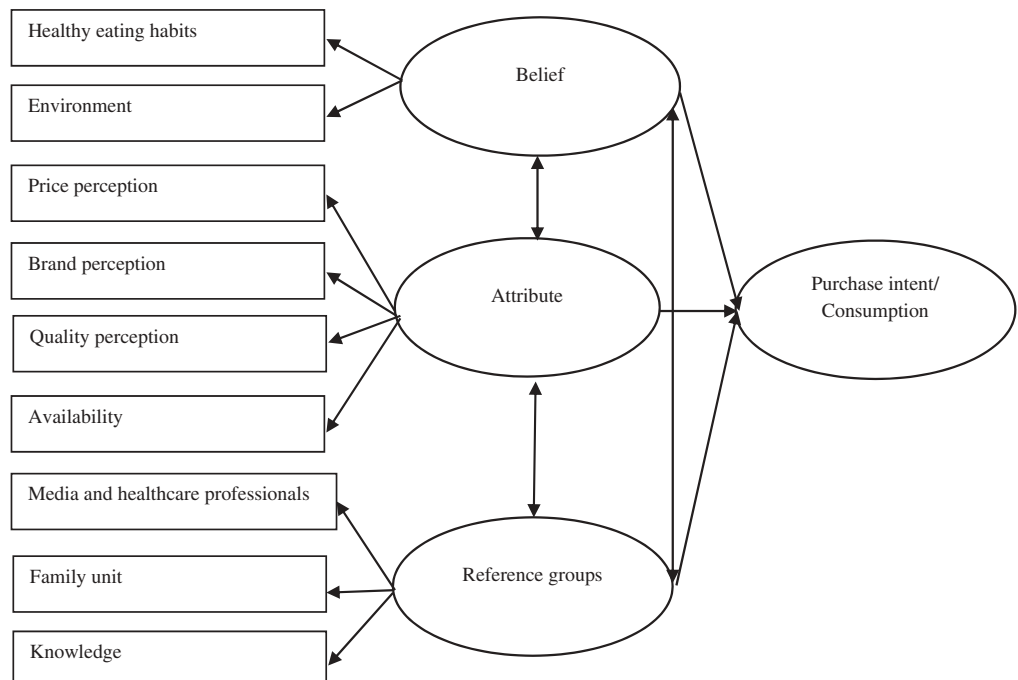 Healthy eating habits
Environment
Price perception
Brand perception
Quality perception
Availability
Media and healthcare professionals
Family unit
Knowledge
Belief
Attribute
Reference groups
Purchase intent/
Consumption